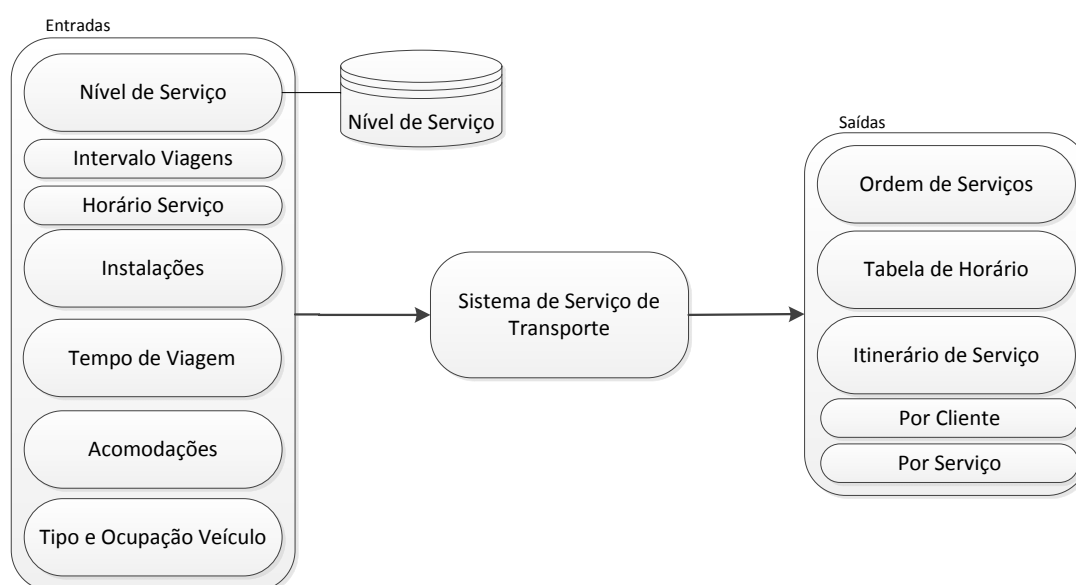 Entradas
Nível de Serviço
Intervalo Viagens
Horário Serviço
Instalações
Tempo de Viagem
Acomodações
Tipo e Ocupação Veículo
Nível de Serviço
Sistema de Serviço de
Transporte
Saídas
Ordem de Serviços
Tabela de Horário
Itinerário de Serviço
Por Cliente
Por Serviço